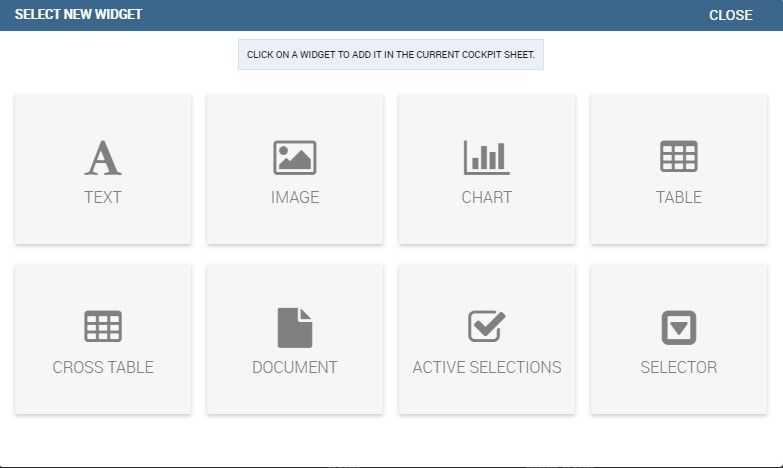 SELECT NEW WIDGET
CLOSE
CLICK ON A WIDGET TO ADD IT IN THE CURRENT COCKPIT SHEET.
TEXT
IMAGE
CHART
TABLE
CROSS TABLE
DOCUMENT
ACTIVE SELECTIONS
SELECTOR